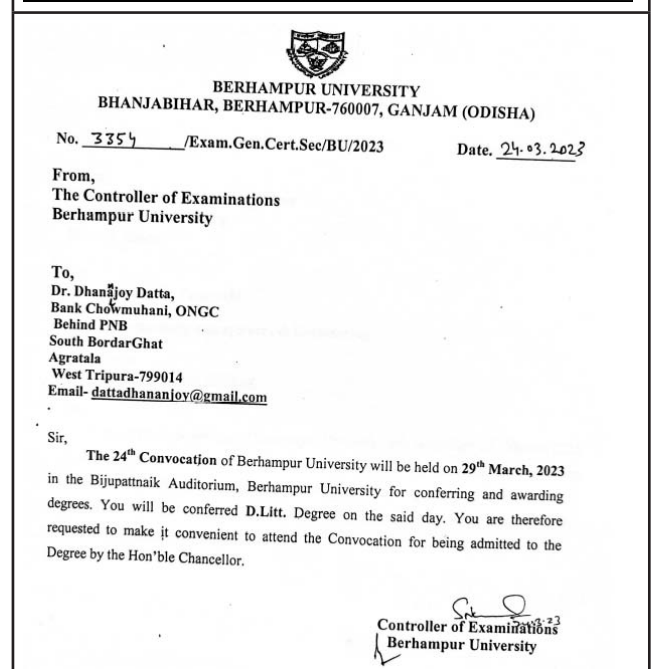 BERHAMPUR UNIVERSITY
BHANJABIHAR, BERHAMPUR-760007, GANJAM (ODISHA)
No. 3354 /Exam.Gen.Cert.Sec/BU/2023 Date. 24.03.2023
From,
The Controller of Examinations
Berhampur University
To,
Dr. Dhanajoy Datta,
Bank Chowmuhani, ONGC
Behind PNB
South BordarGhat
Agratala
West Tripura-799014
Email- dattadhananjoy@gmail.com
Sir,
The 24th Convocation of Berhampur University will be held on 29th March, 2023
in the Bijupattnaik Auditorium, Berhampur University for conferring and awarding
degrees. You will be conferred D.Litt. Degree on the said day. You are therefore
requested to make it convenient to attend the Convocation for being admitted to the
Degree by the Hon'ble Chancellor.
Controller of Examinations
Berhampur University